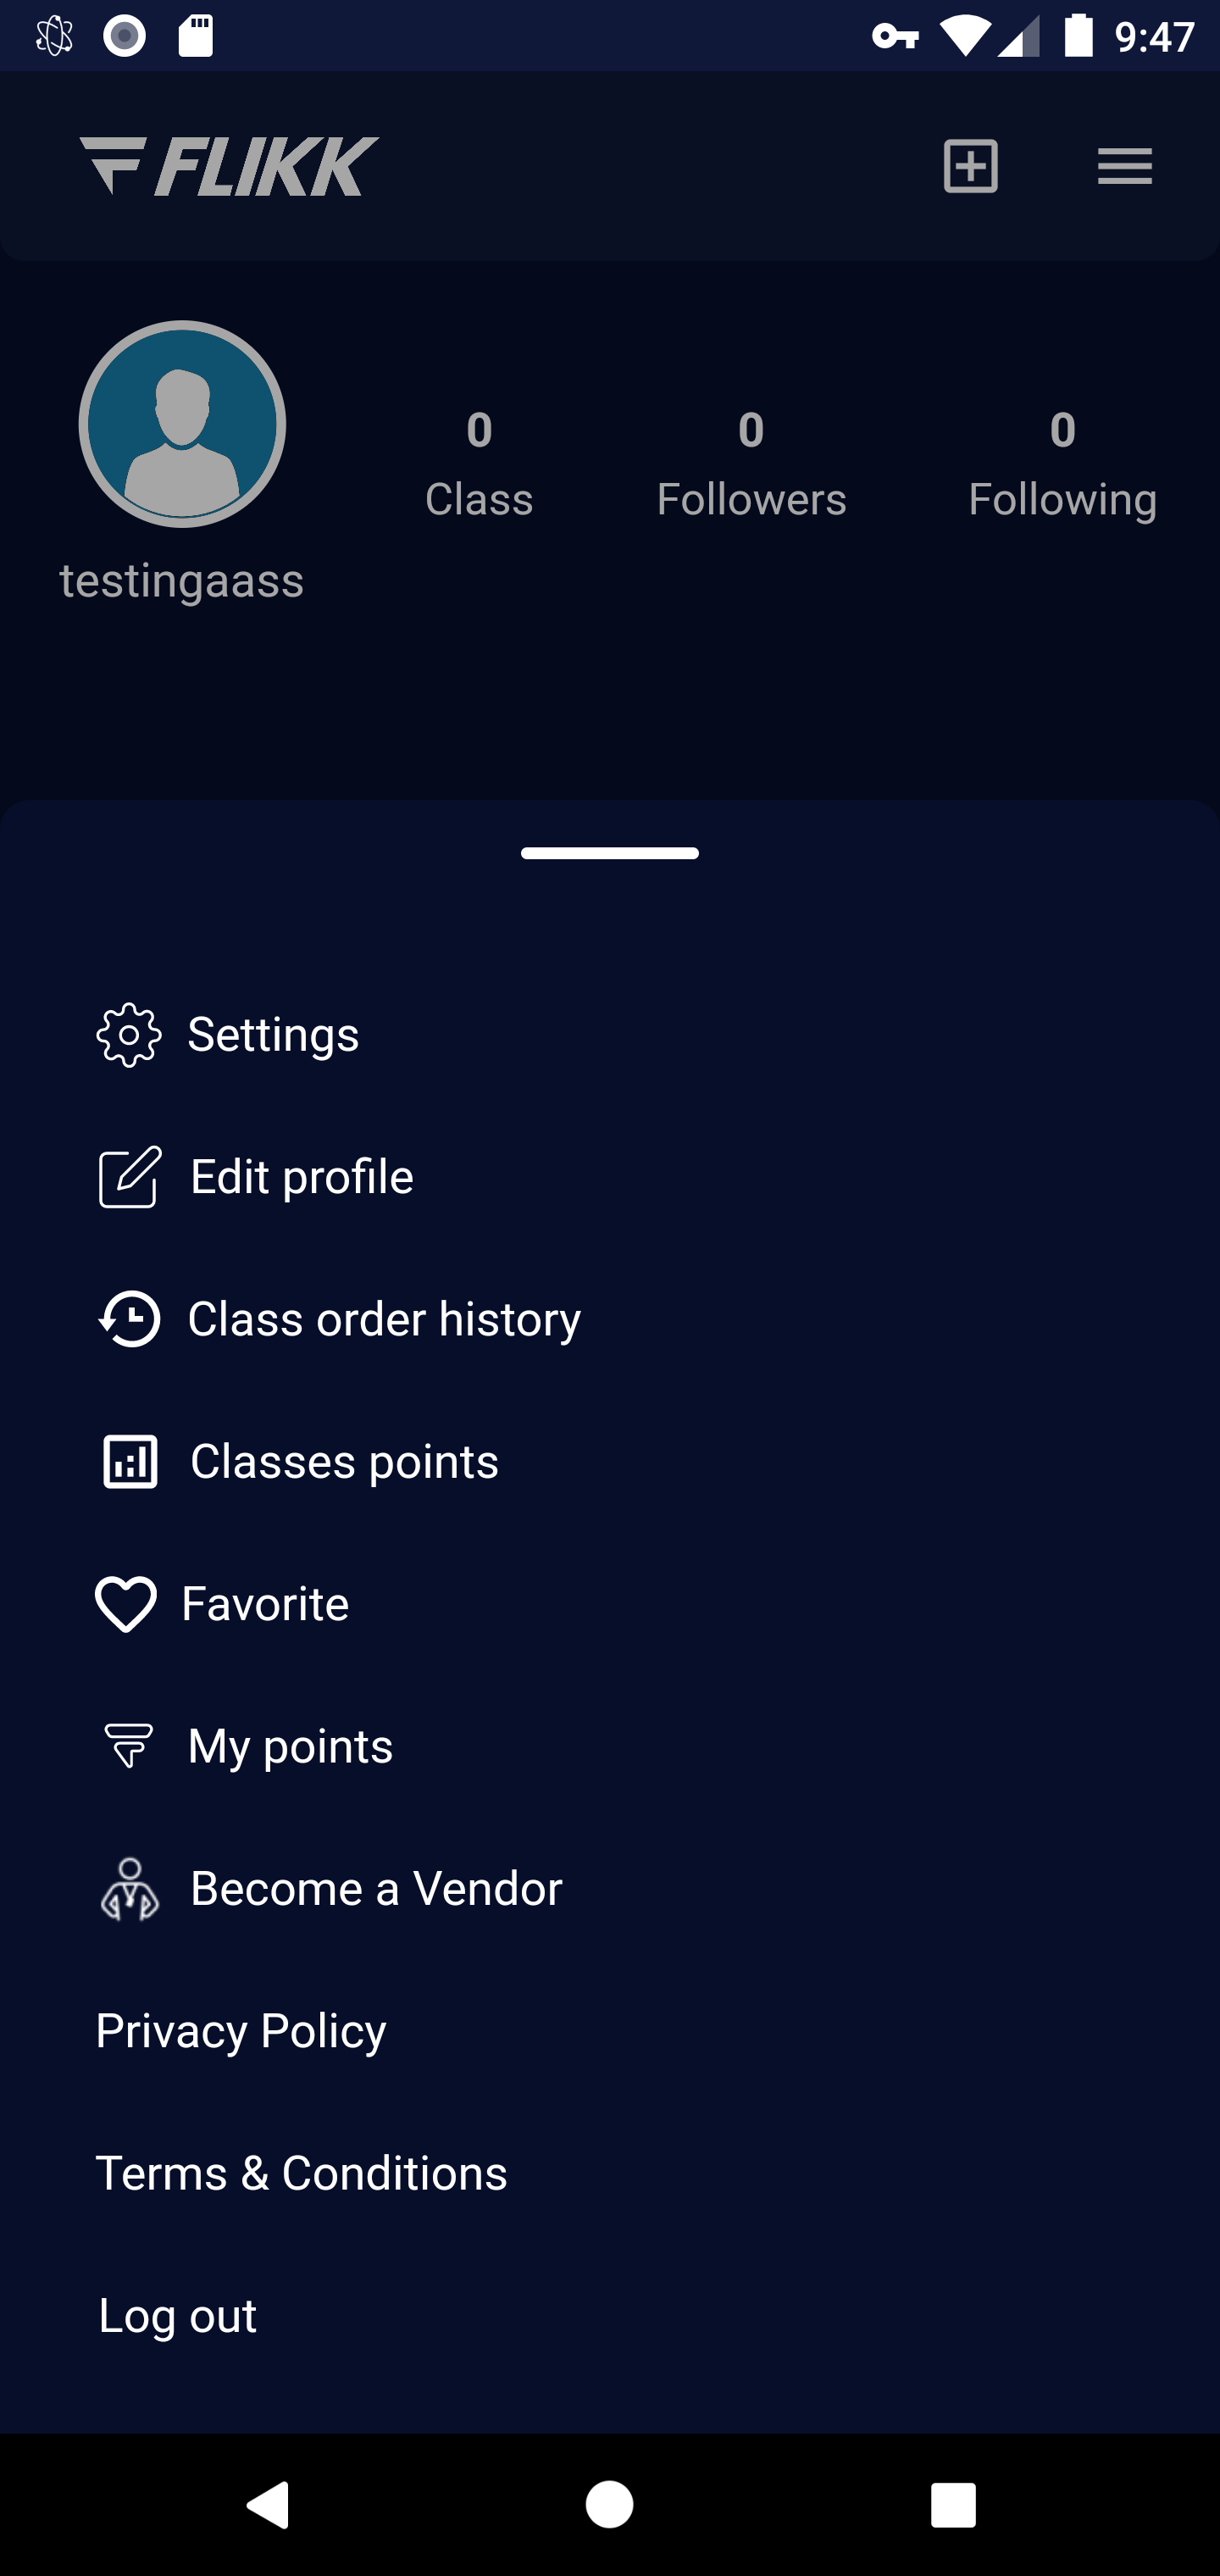 9:47
FLIKK
0 0 0
Class Followers Following
testingaass
Settings
Edit profile
Class order history
Classes points
Favorite
My points
Become a Vendor
Privacy Policy
Terms & Conditions
Log out